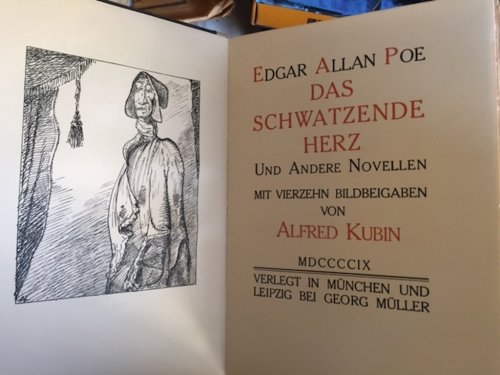 EDGAR ALLAN POE
DAS
SCHWATZENDE
HERZ
UND ANDERE NOVELLEN
MIT VIERZEHN BILDBEIGABEN
VON
ALFRED KUBIN
MDCCCCIX
VERLEGT IN MÜNCHEN UND
LEIPZIG BEI GEORG MÜLLER